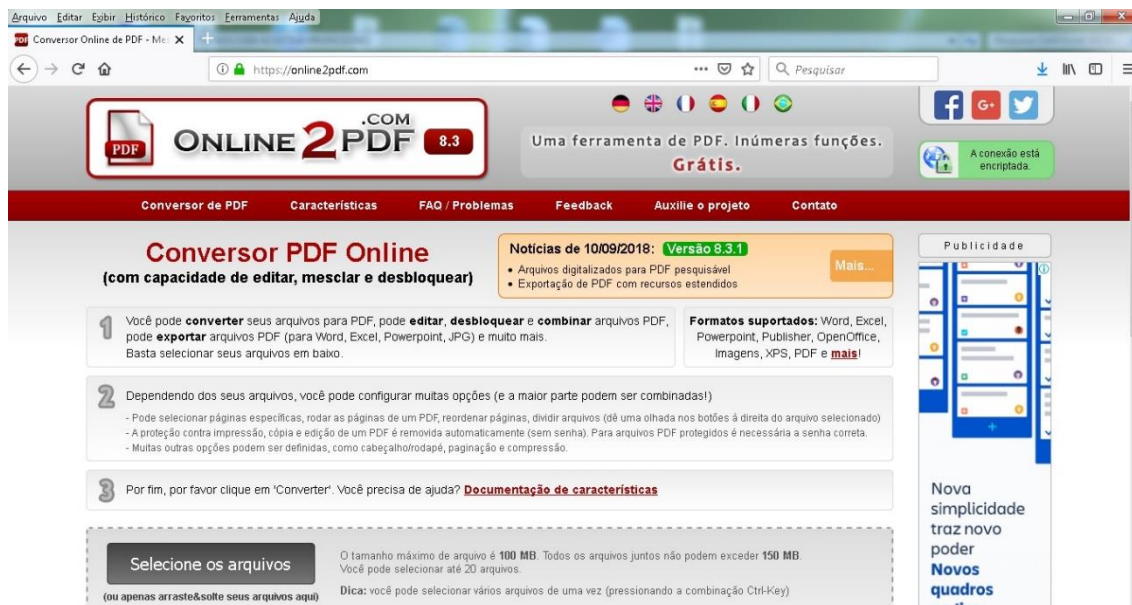 Arquivo Editar Exibir Histórico Favoritos Ferramentas Ajuda
Conversor Online de PDF - Me
https://online2pdf.com
Pesquisar
PDF
ONLINE2PDF.COM 8.3
Uma ferramenta de PDF. Inúmeras funções.
Grátis.
G+
A conexão está
encriptada.
Conversor de PDF Características FAQ / Problemas Feedback Auxilie o projeto Contato
Conversor PDF Online
(com capacidade de editar, mesclar e desbloquear)
Notícias de 10/09/2018: Versão 8.3.1
• Arquivos digitalizados para PDF pesquisável
• Exportação de PDF com recursos estendidos
Mais...
Publicidade
1
Você pode converter seus arquivos para PDF, pode editar, desbloquear e combinar arquivos PDF,
pode exportar arquivos PDF (para Word, Excel, Powerpoint, JPG) e muito mais.
Basta selecionar seus arquivos em baixo.
Formatos suportados: Word, Excel,
Powerpoint, Publisher, OpenOffice,
Imagens, XPS, PDF e mais!
2
Dependendo dos seus arquivos, você pode configurar muitas opções (e a maior parte podem ser combinadas!)
- Pode selecionar páginas específicas, rodar as páginas de um PDF, reordenar páginas, dividir arquivos (dê uma olhada nos botões á direita do arquivo selecionado)
- A proteção contra impressão, cópia e edição de um PDF é removida automaticamente (sem senha). Para arquivos PDF protegidos é necessária a senha correta.
- Muitas outras opções podem ser definidas, como cabeçalho/rodapé, paginação e compressão.
3
Por fim, por favor clique em 'Converter'. Você precisa de ajuda? Documentação de características
Selecione os arquivos
(ou apenas arraste&solte seus arquivos aqui)
O tamanho máximo de arquivo é 100 MB. Todos os arquivos juntos não podem exceder 150 MB.
Você pode selecionar até 20 arquivos.
Dica: você pode selecionar vários arquivos de uma vez (pressionando a combinação Ctrl-Key)
Nova
simplicidade
traz novo
poder
Novos
quadros